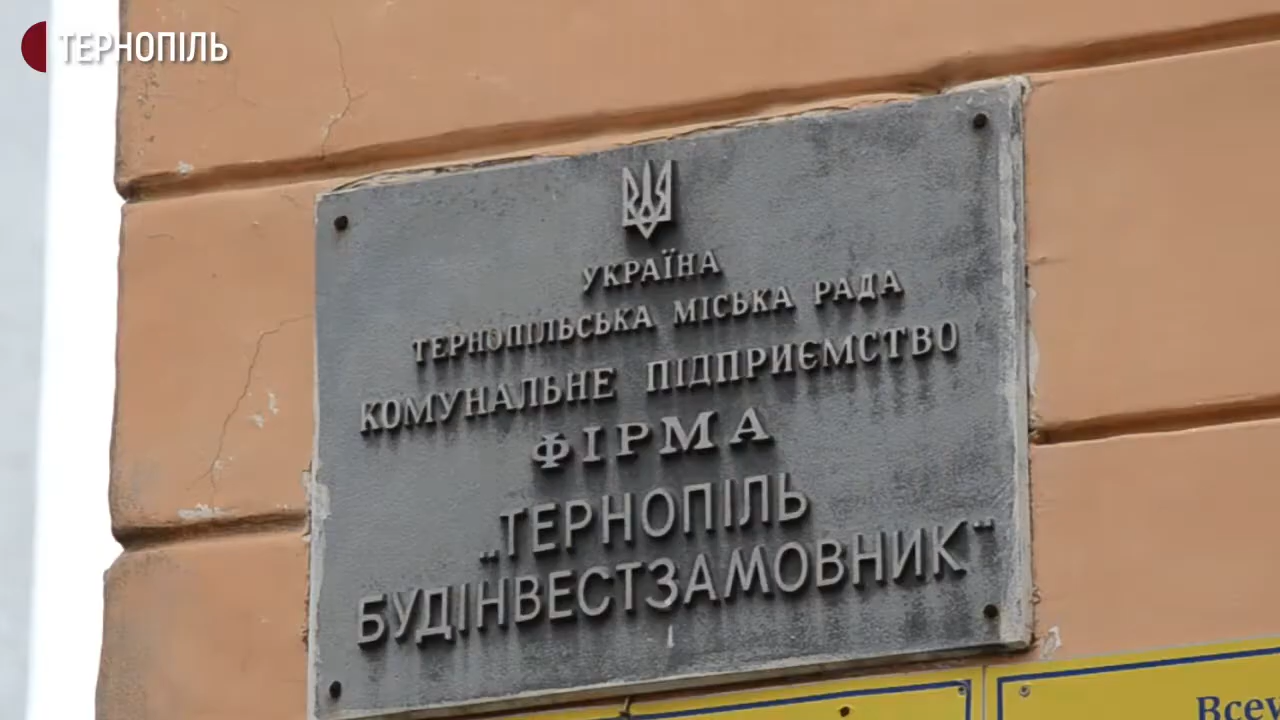 ТЕРНОПІЛЬ
УКРАЇНА
ТЕРНОПІЛЬСЬКА МІСЬКА РАДА
КОМУНАЛЬНЕ ПІДПРИЄМСТВО
ФІРМА
„ТЕРНОПІЛЬ
БУДІНВЕСТЗАМОВНИК“